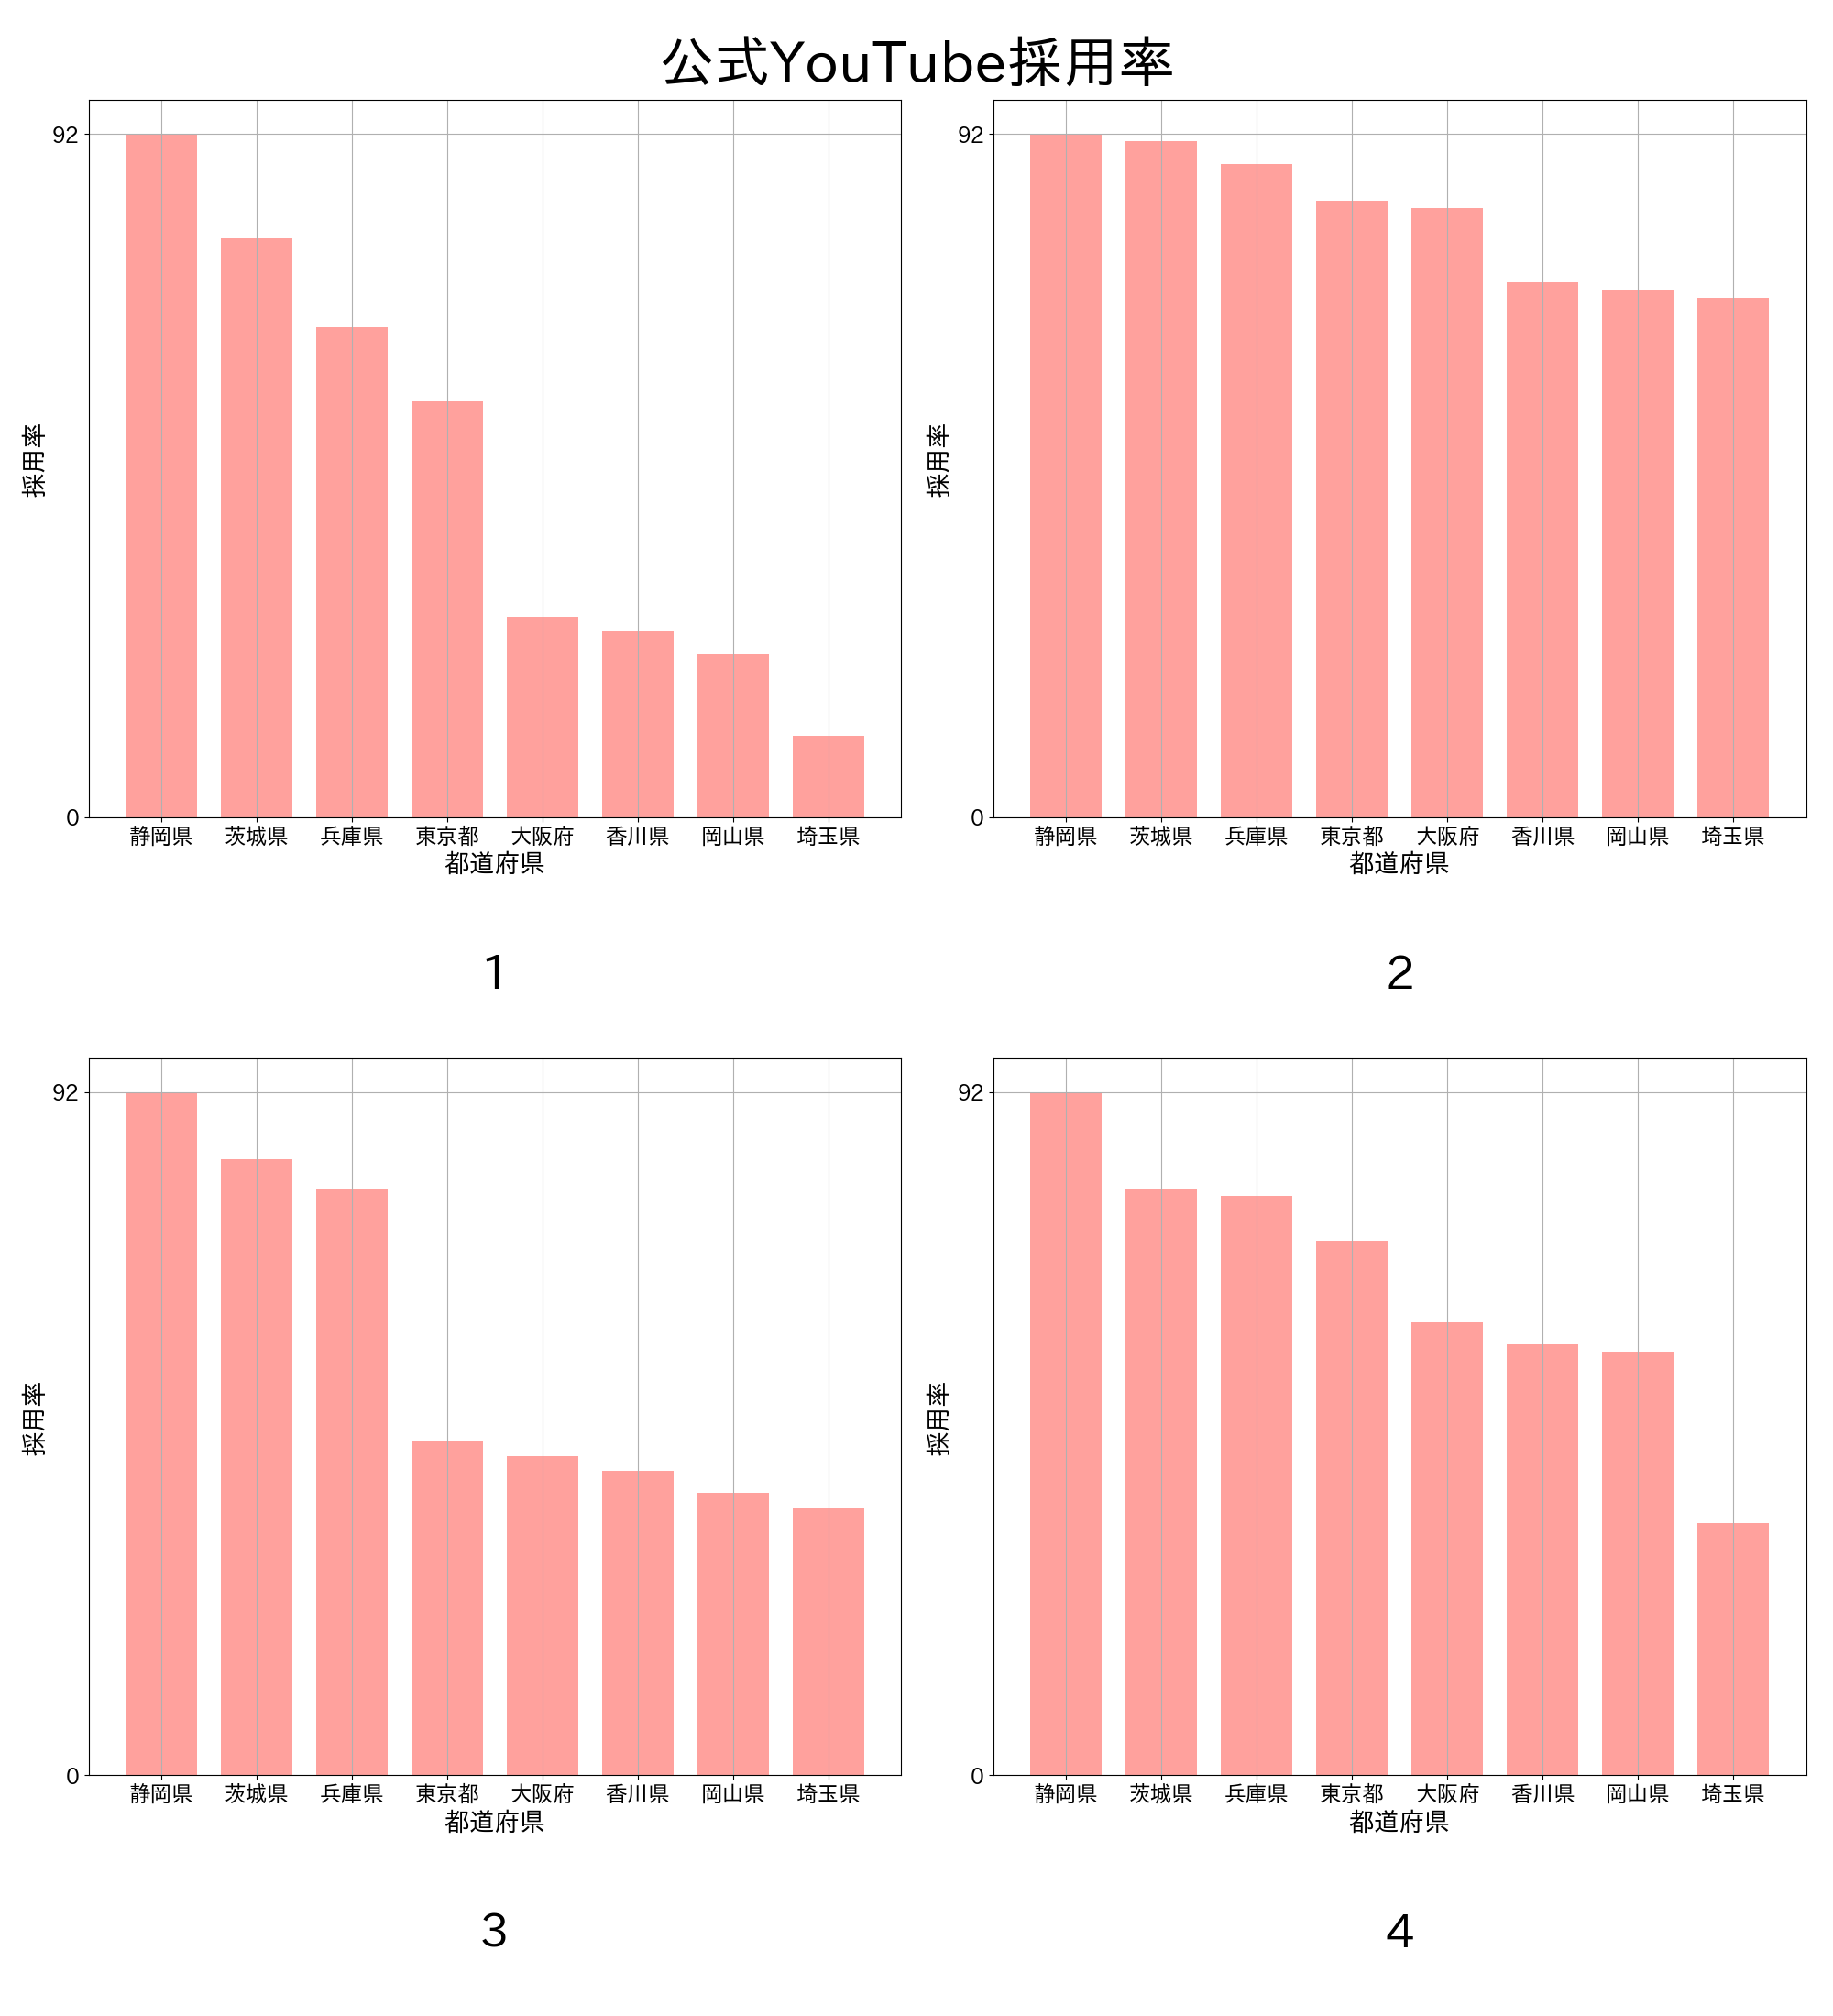 公式YouTube採用率
92
0
採用率
静岡県 茨城県 兵庫県 東京都 大阪府 香川県 岡山県 埼玉県
都道府県
1
92
0
採用率
静岡県 茨城県 兵庫県 東京都 大阪府 香川県 岡山県 埼玉県
都道府県
2
92
0
採用率
静岡県 茨城県 兵庫県 東京都 大阪府 香川県 岡山県 埼玉県
都道府県
3
92
0
採用率
静岡県 茨城県 兵庫県 東京都 大阪府 香川県 岡山県 埼玉県
都道府県
4